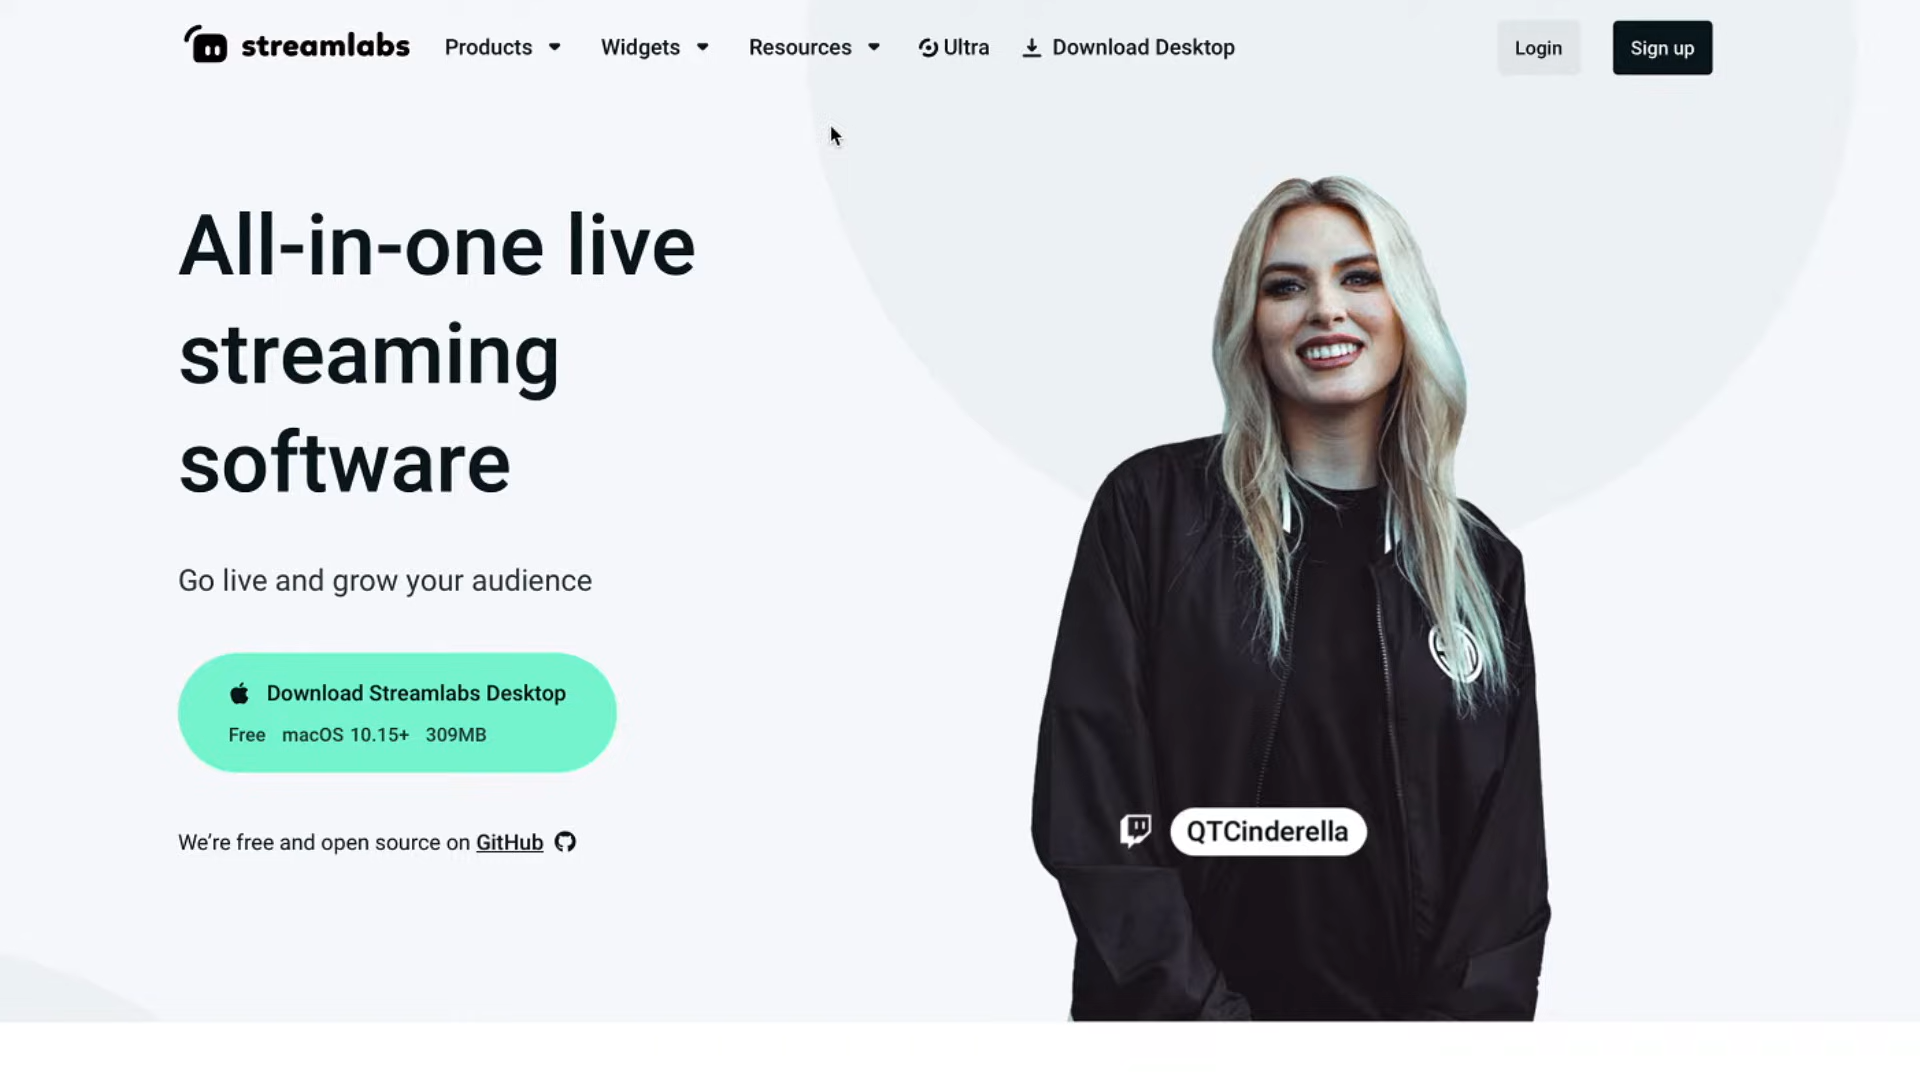 streamlabs Products Widgets Resources Ultra Download Desktop Login Sign up
All-in-one live
streaming
software
Go live and grow your audience
Download Streamlabs Desktop
Free macOS 10.15+ 309MB
We’re free and open source on GitHub
QTCinderella